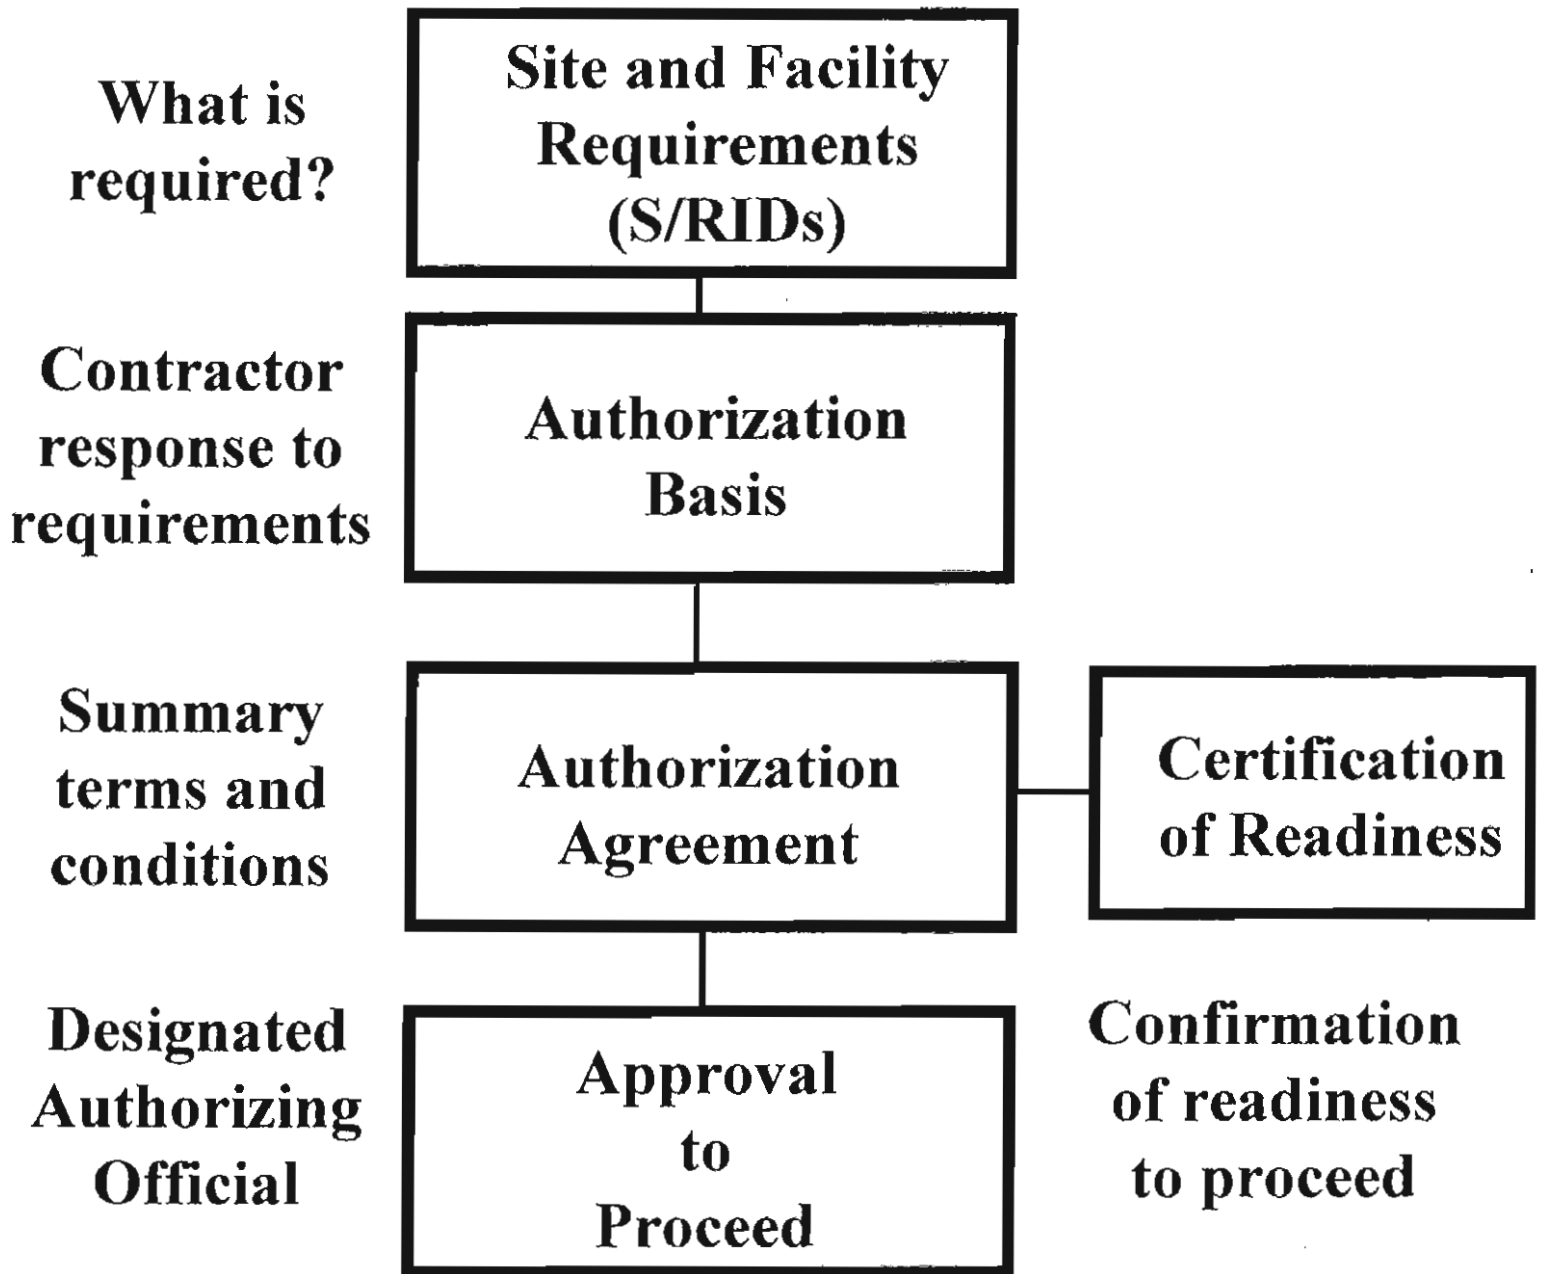 What is
required?
Site and Facility
Requirements
(S/RIDs)
Contractor
response to
requirements
Authorization
Basis
Summary
terms and
conditions
Authorization
Agreement
Certification
of Readiness
Designated
Authorizing
Official
Approval
to
Proceed
Confirmation
of readiness
to proceed